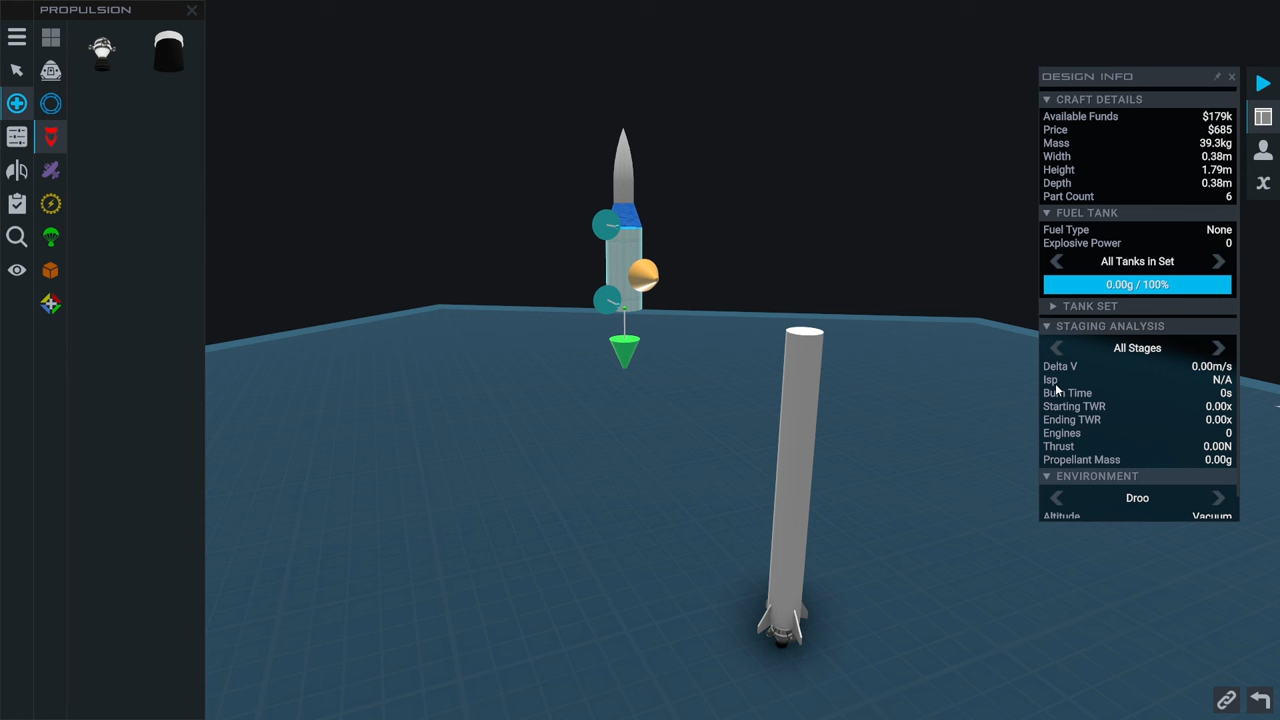 PROPULSION
DESIGN INFO
CRAFT DETAILS
Available Funds $179k
Price $685
Mass 39.3kg
Width 0.38m
Height 1.79m
Depth 0.38m
Part Count 6
FUEL TANK
Fuel Type None
Explosive Power 0
All Tanks in Set
0.00g / 100%
TANK SET
STAGING ANALYSIS
All Stages
Delta V 0.00m/s
Isp N/A
Burn Time 0s
Starting TWR 0.00x
Ending TWR 0.00x
Engines 0
Thrust 0.00N
Propellant Mass 0.00g
ENVIRONMENT
Droo
Altitude Vacuum